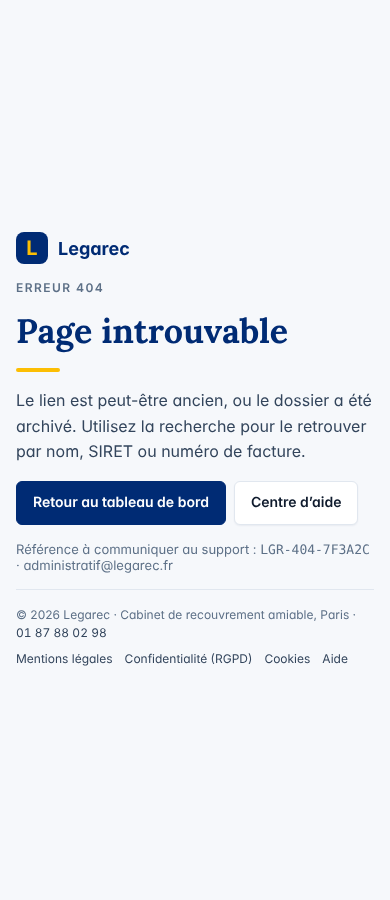 L Legarec
ERREUR 404
Page introuvable
Le lien est peut-être ancien, ou le dossier a été
archivé. Utilisez la recherche pour le retrouver
par nom, SIRET ou numéro de facture.
Retour au tableau de bord
Centre d’aide
Référence à communiquer au support : LGR-404-7F3A2C
· administratif@legarec.fr
© 2026 Legarec · Cabinet de recouvrement amiable, Paris ·
01 87 88 02 98
Mentions légales Confidentialité (RGPD) Cookies Aide